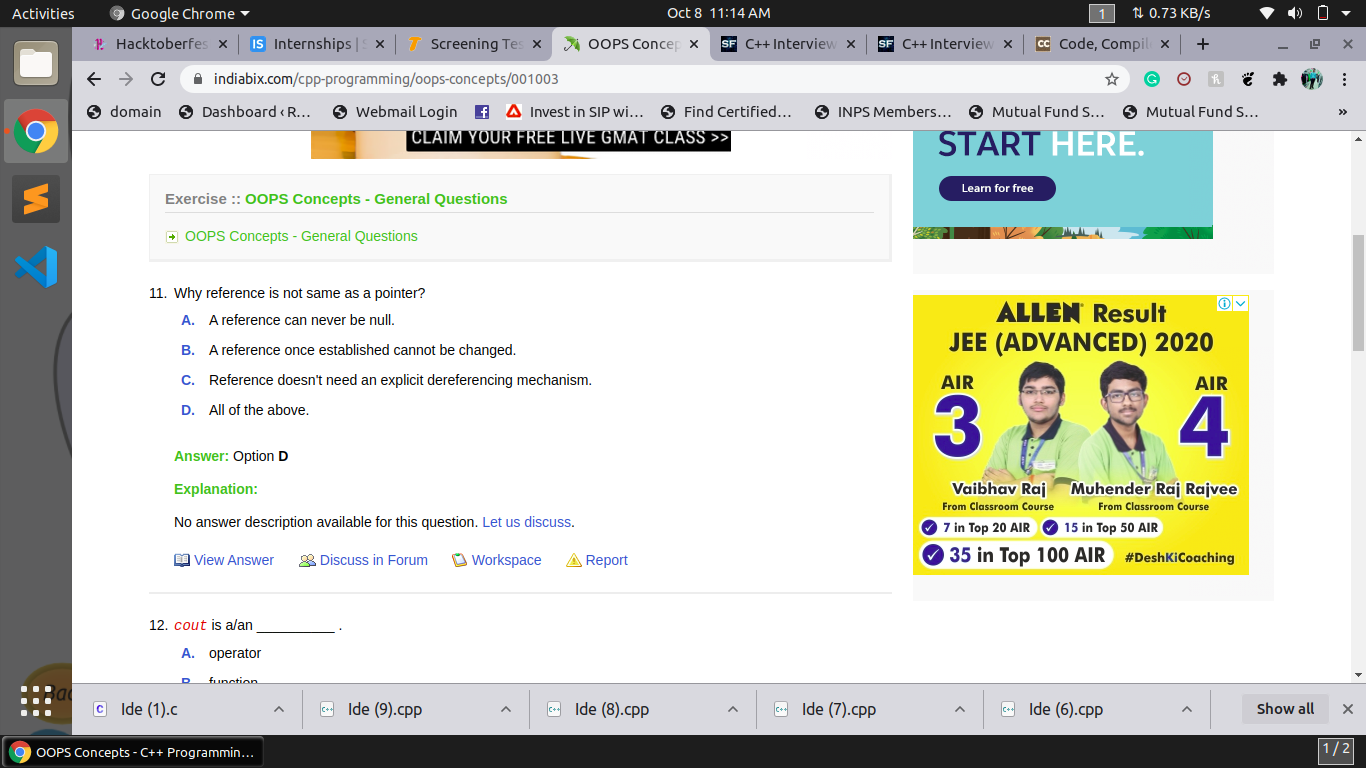 Activities
Google Chrome
Oct 8 11:14 AM
1
0.73 KB/s
Hacktoberfes
Internships | S
Screening Tes
OOPS Concep
C++ Interview
C++ Interview
Code, Compil
indiabix.com/cpp-programming/oops-concepts/001003
domain
Dashboard ‹ R...
Webmail Login
Invest in SIP wi...
Find Certified...
INPS Members...
Mutual Fund S...
Mutual Fund S...
»
CLAIM YOUR FREE LIVE GMAT CLASS >>
START HERE.
Learn for free
Exercise :: OOPS Concepts - General Questions
OOPS Concepts - General Questions
11. Why reference is not same as a pointer?
A. A reference can never be null.
B. A reference once established cannot be changed.
C. Reference doesn't need an explicit dereferencing mechanism.
D. All of the above.
Answer: Option D
Explanation:
No answer description available for this question. Let us discuss.
View Answer
Discuss in Forum
Workspace
Report
12. cout is a/an __________ .
A. operator
B. function
ALLEN Result
JEE (ADVANCED) 2020
AIR
3
AIR
4
Vaibhav Raj
From Classroom Course
Muhender Raj Rajvee
From Classroom Course
7 in Top 20 AIR
15 in Top 50 AIR
35 in Top 100 AIR
#DeshKiCoaching
Ide (1).c
Ide (9).cpp
Ide (8).cpp
Ide (7).cpp
Ide (6).cpp
Show all
OOPS Concepts - C++ Programmin...
1 / 2